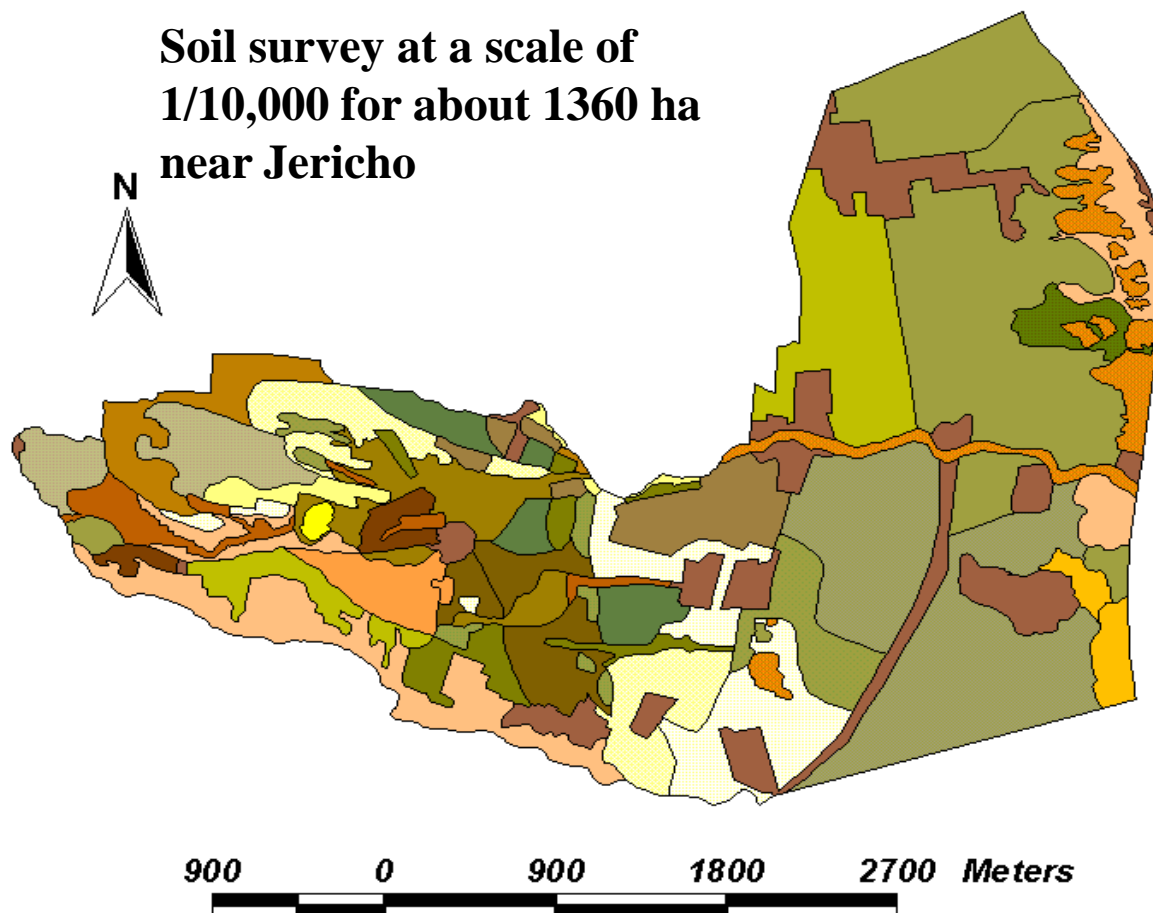 Soil survey at a scale of
1/10,000 for about 1360 ha
near Jericho
N
900 0 900 1800 2700 Meters